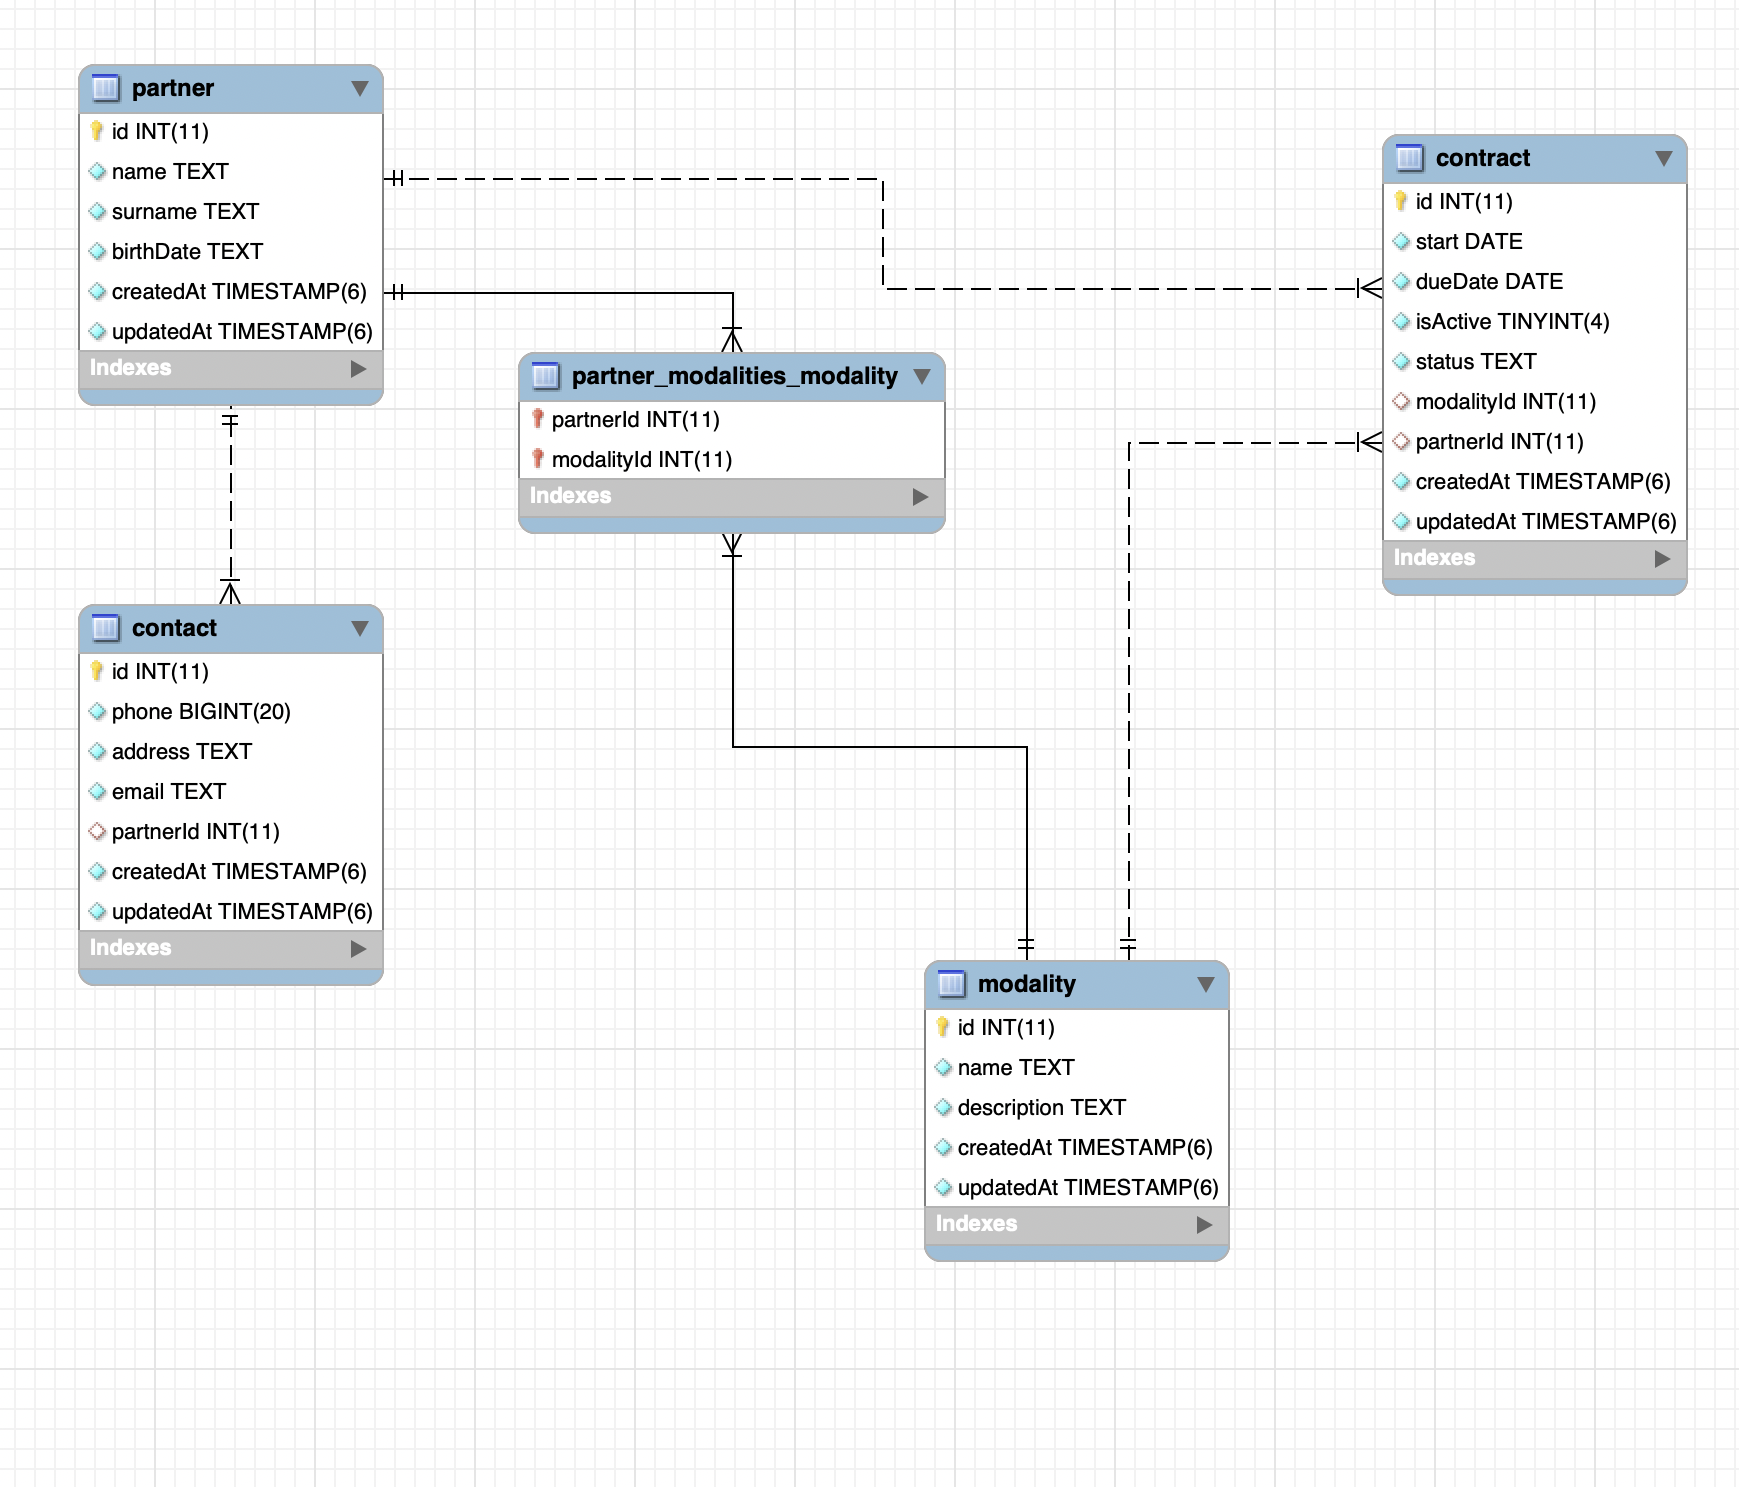 partner
id INT(11)
name TEXT
surname TEXT
birthDate TEXT
createdAt TIMESTAMP(6)
updatedAt TIMESTAMP(6)
Indexes
contract
id INT(11)
start DATE
dueDate DATE
isActive TINYINT(4)
status TEXT
modalityId INT(11)
partnerId INT(11)
createdAt TIMESTAMP(6)
updatedAt TIMESTAMP(6)
Indexes
partner_modalities_modality
partnerId INT(11)
modalityId INT(11)
Indexes
contact
id INT(11)
phone BIGINT(20)
address TEXT
email TEXT
partnerId INT(11)
createdAt TIMESTAMP(6)
updatedAt TIMESTAMP(6)
Indexes
modality
id INT(11)
name TEXT
description TEXT
createdAt TIMESTAMP(6)
updatedAt TIMESTAMP(6)
Indexes